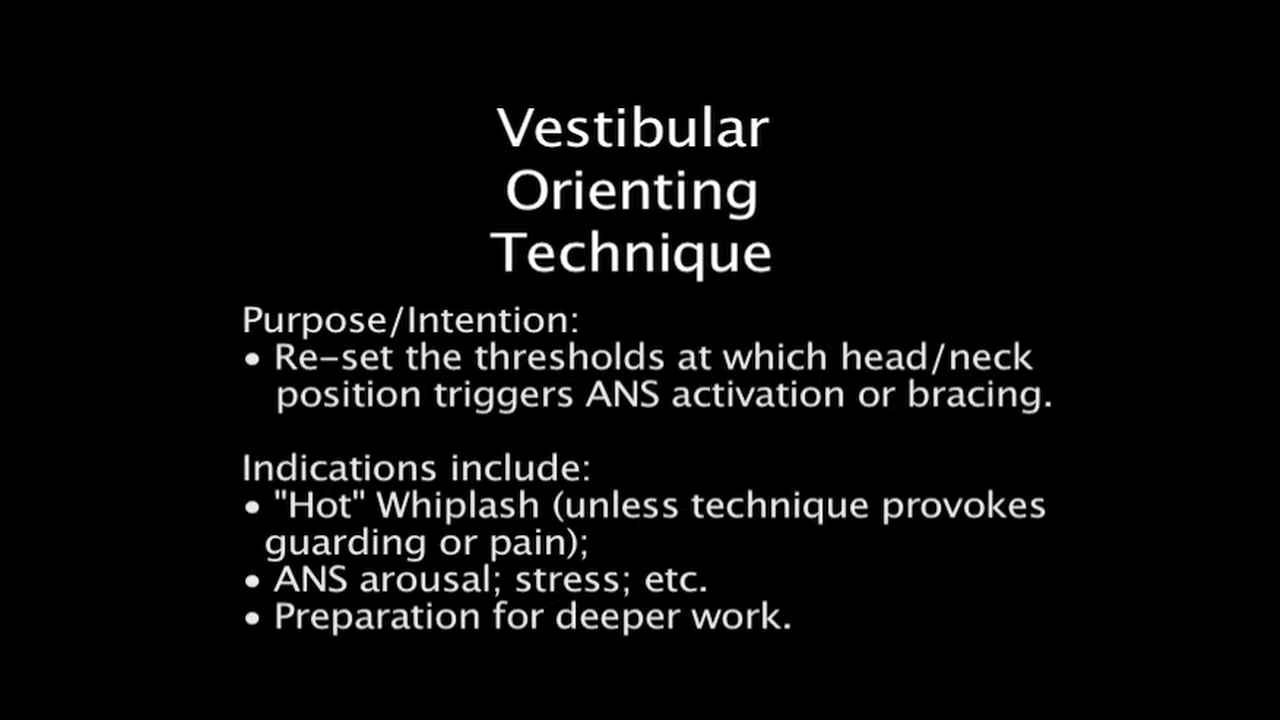 Vestibular
Orienting
Technique
Purpose/Intention:
• Re-set the thresholds at which head/neck
position triggers ANS activation or bracing.
Indications include:
• "Hot" Whiplash (unless technique provokes
guarding or pain);
• ANS arousal; stress; etc.
• Preparation for deeper work.